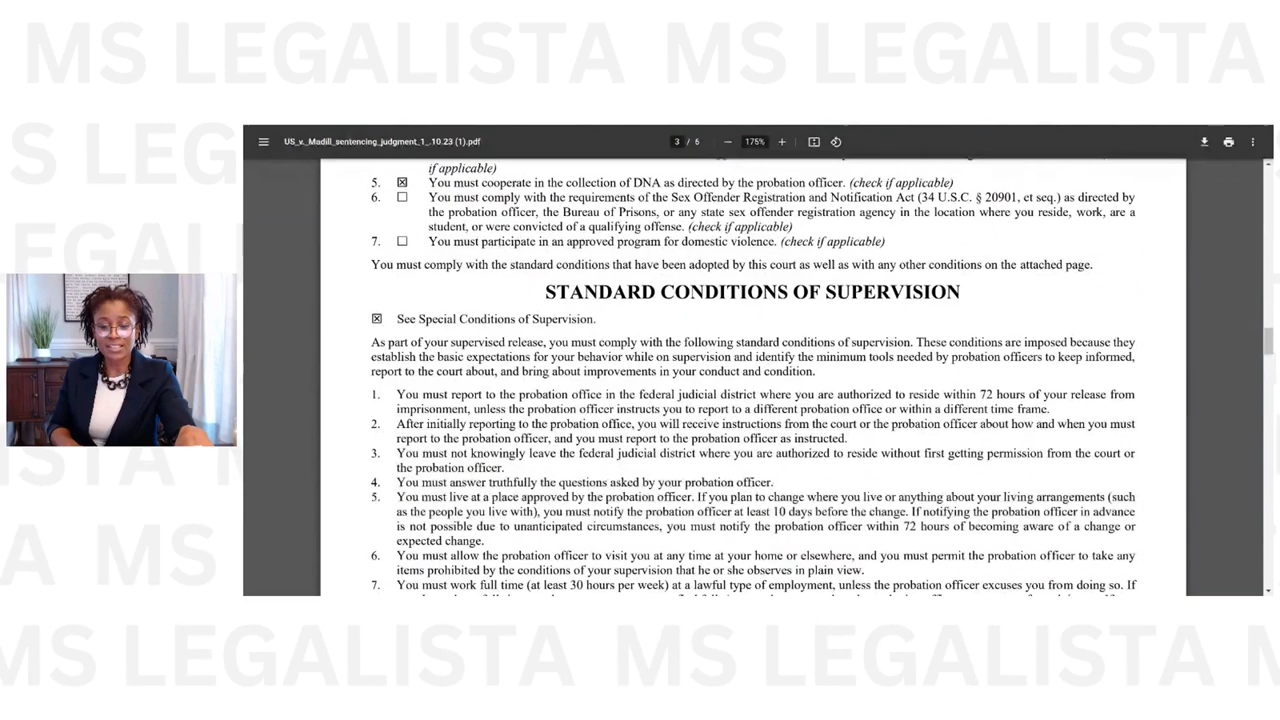 MS LEGALISTA MS LEGALISTA
US_v._Madill_sentencing_judgment_1_.10.23 (1).pdf
3 / 6
175%
if applicable)
5. ☒ You must cooperate in the collection of DNA as directed by the probation officer. (check if applicable)
6. ☐ You must comply with the requirements of the Sex Offender Registration and Notification Act (34 U.S.C. § 20901, et seq.) as directed by
the probation officer, the Bureau of Prisons, or any state sex offender registration agency in the location where you reside, work, are a
student, or were convicted of a qualifying offense. (check if applicable)
7. ☐ You must participate in an approved program for domestic violence. (check if applicable)
You must comply with the standard conditions that have been adopted by this court as well as with any other conditions on the attached page.
STANDARD CONDITIONS OF SUPERVISION
☒ See Special Conditions of Supervision.
As part of your supervised release, you must comply with the following standard conditions of supervision. These conditions are imposed because they
establish the basic expectations for your behavior while on supervision and identify the minimum tools needed by probation officers to keep informed,
report to the court about, and bring about improvements in your conduct and condition.
1. You must report to the probation office in the federal judicial district where you are authorized to reside within 72 hours of your release from
imprisonment, unless the probation officer instructs you to report to a different probation office or within a different time frame.
2. After initially reporting to the probation office, you will receive instructions from the court or the probation officer about how and when you must
report to the probation officer, and you must report to the probation officer as instructed.
3. You must not knowingly leave the federal judicial district where you are authorized to reside without first getting permission from the court or
the probation officer.
4. You must answer truthfully the questions asked by your probation officer.
5. You must live at a place approved by the probation officer. If you plan to change where you live or anything about your living arrangements (such
as the people you live with), you must notify the probation officer at least 10 days before the change. If notifying the probation officer in advance
is not possible due to unanticipated circumstances, you must notify the probation officer within 72 hours of becoming aware of a change or
expected change.
6. You must allow the probation officer to visit you at any time at your home or elsewhere, and you must permit the probation officer to take any
items prohibited by the conditions of your supervision that he or she observes in plain view.
7. You must work full time (at least 30 hours per week) at a lawful type of employment, unless the probation officer excuses you from doing so. If
MS LEGALISTA MS LEGALISTA